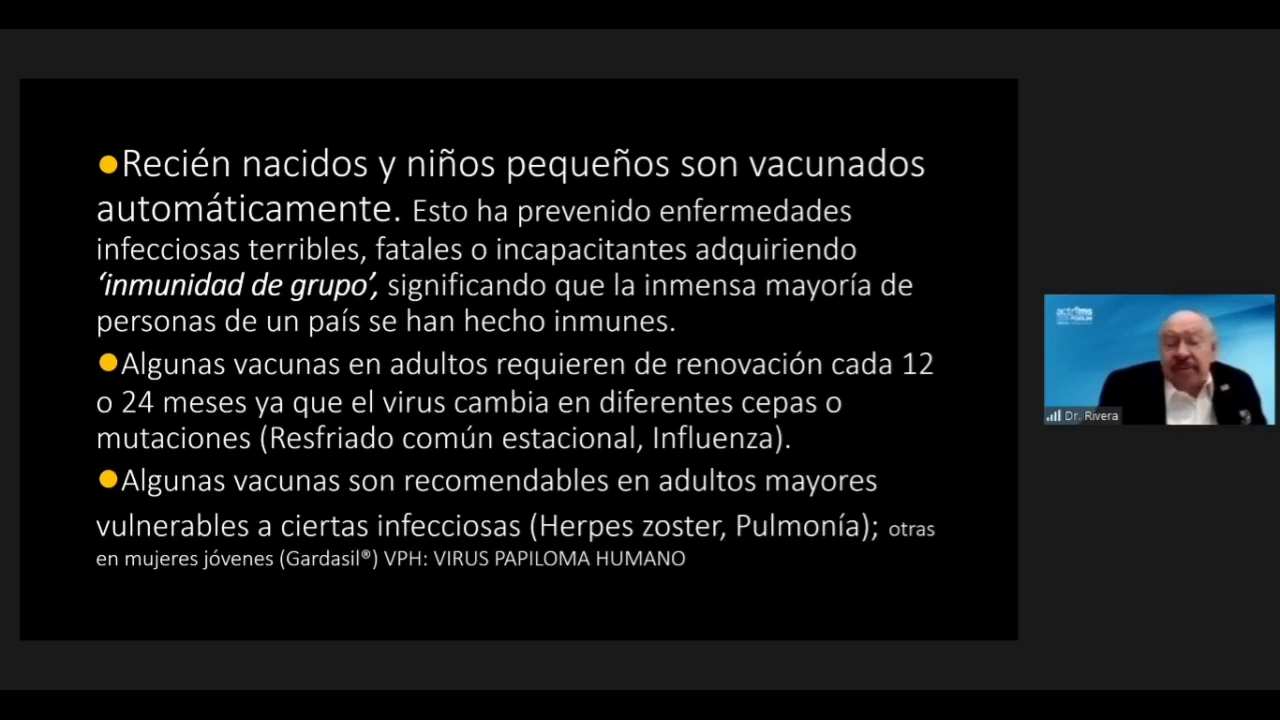 ●Recién nacidos y niños pequeños son vacunados
automáticamente. Esto ha prevenido enfermedades
infecciosas terribles, fatales o incapacitantes adquiriendo
‘inmunidad de grupo’, significando que la inmensa mayoría de
personas de un país se han hecho inmunes.
●Algunas vacunas en adultos requieren de renovación cada 12
o 24 meses ya que el virus cambia en diferentes cepas o
mutaciones (Resfriado común estacional, Influenza).
●Algunas vacunas son recomendables en adultos mayores
vulnerables a ciertas infecciosas (Herpes zoster, Pulmonía); otras
en mujeres jóvenes (Gardasil®) VPH: VIRUS PAPILOMA HUMANO
Dr. Rivera